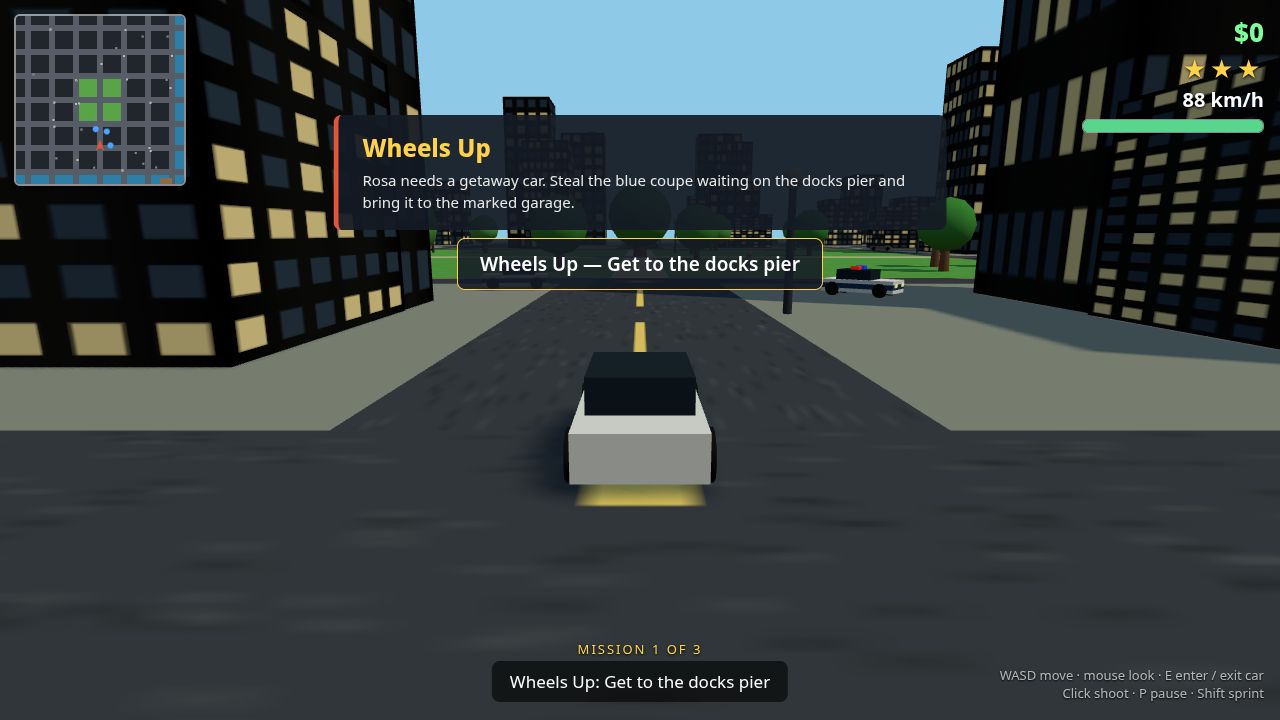 $0
★ ★ ★
88 km/h
Wheels Up
Rosa needs a getaway car. Steal the blue coupe waiting on the docks pier and
bring it to the marked garage.
Wheels Up — Get to the docks pier
MISSION 1 OF 3
Wheels Up: Get to the docks pier
WASD move · mouse look · E enter / exit car
Click shoot · P pause · Shift sprint